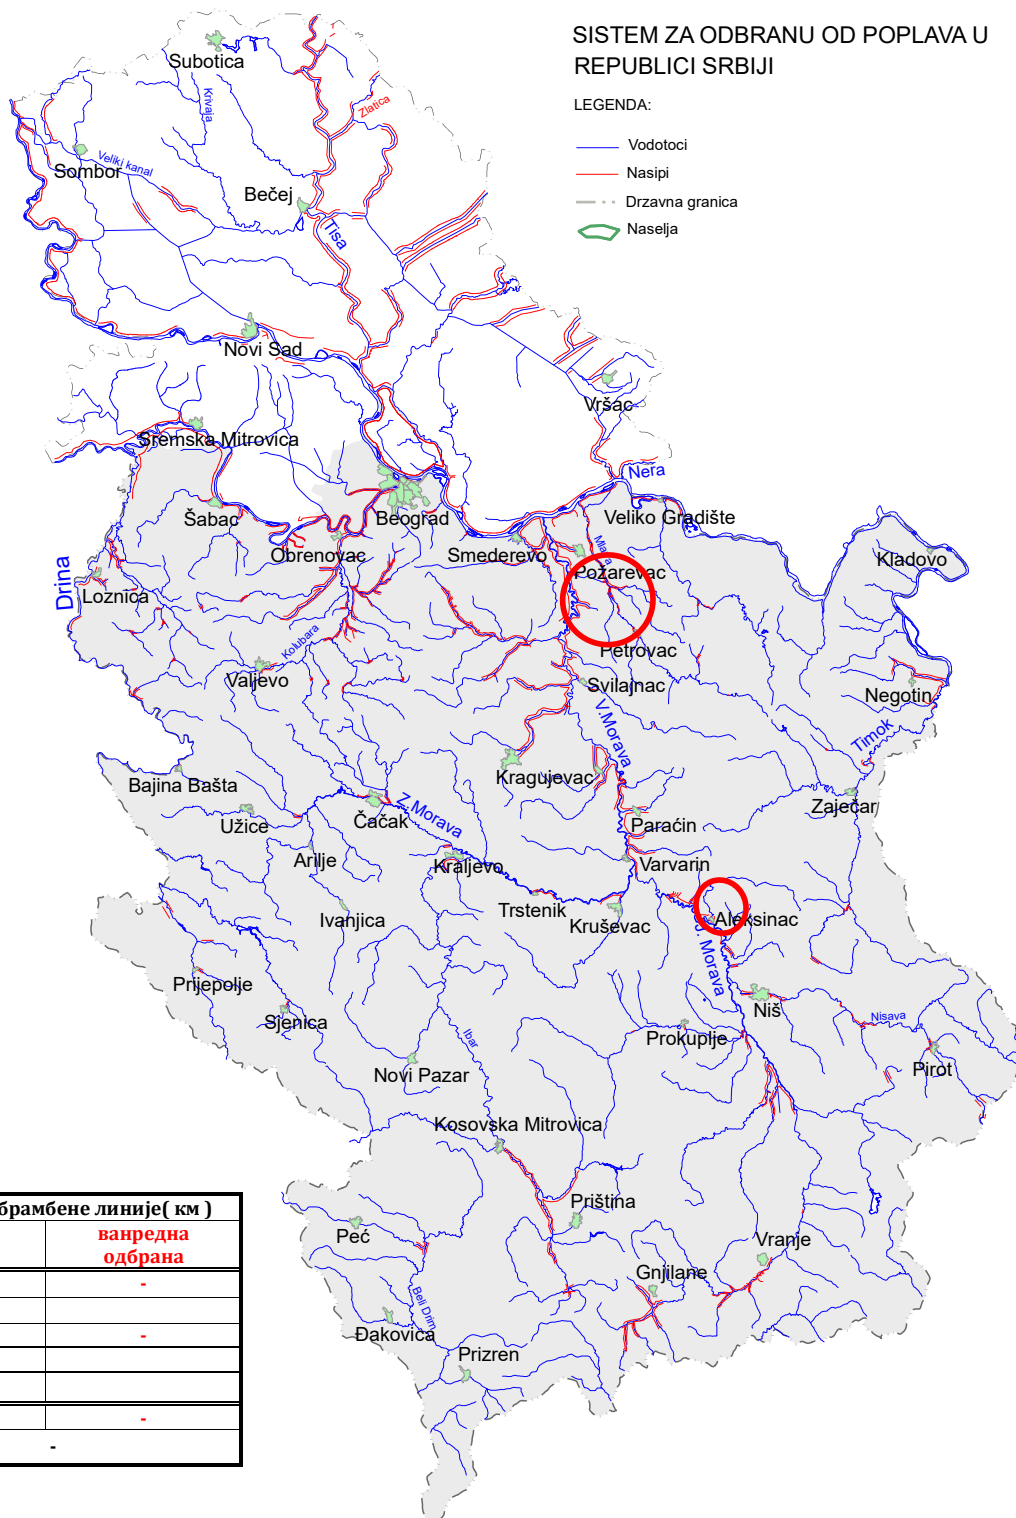 SISTEM ZA ODBRANU OD POPLAVA U
REPUBLICI SRBIJI
LEGENDA:
Vodotoci
Nasipi
Drzavna granica
Naselja
Subotica
Krivaja
Zlatica
Sombor
Veliki kanal
Bečej
Tisa
Novi Sad
Vršac
Sremska Mitrovica
Nera
Šabac
Beograd
Veliko Gradište
Obrenovac
Smederevo
Kladovo
Drina
Loznica
Požarevac
Kolubara
Petrovac
Valjevo
Svilajnac
Negotin
V.Morava
Timok
Bajina Bašta
Kragujevac
Zaječar
Užice
Čačak
Z.Morava
Paraćin
Arilje
Kraljevo
Varvarin
Ivanjica
Trstenik
Kruševac
Aleksinac
J. Morava
Prijepolje
Sjenica
Niš
Nisava
Ibar
Prokuplje
Novi Pazar
Pirot
Kosovska Mitrovica
Priština
Peć
Vranje
Gnjilane
Beli Drim
Đakovica
Prizren
брамбене линије( км )
ванредна
одбрана
-
-
-
-